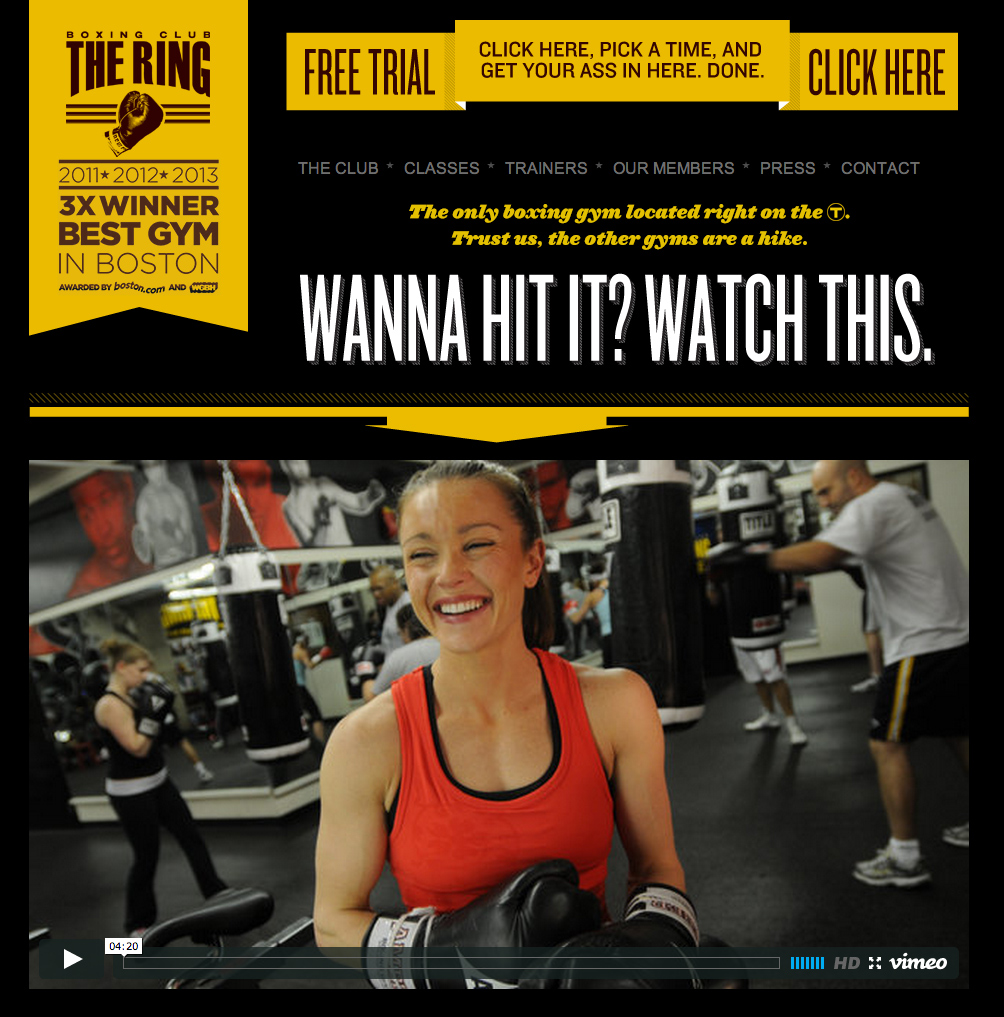 BOXING CLUB
THE RING
2011★2012★2013
3X WINNER
BEST GYM
IN BOSTON
AWARDED BY boston.com AND WGBH
FREE TRIAL
CLICK HERE, PICK A TIME, AND
GET YOUR ASS IN HERE. DONE.
CLICK HERE
THE CLUB * CLASSES * TRAINERS * OUR MEMBERS * PRESS * CONTACT
The only boxing gym located right on the Ⓣ.
Trust us, the other gyms are a hike.
WANNA HIT IT? WATCH THIS.
TITLE
04:20
HD vimeo